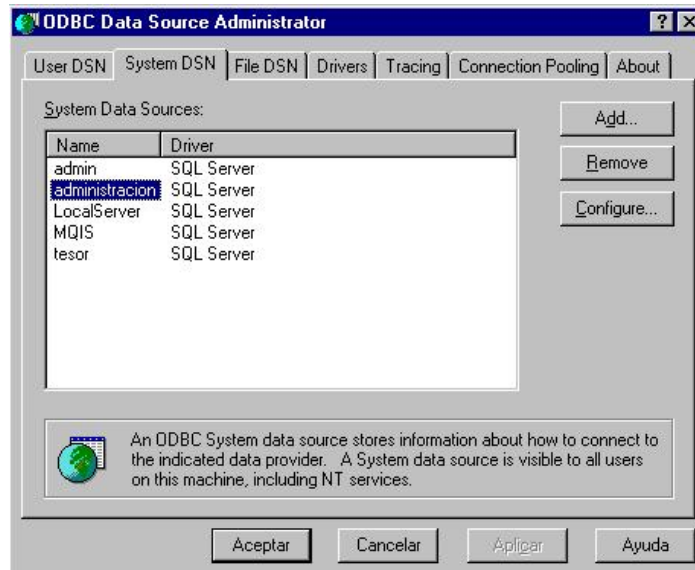 ODBC Data Source Administrator
User DSN System DSN File DSN Drivers Tracing Connection Pooling About
System Data Sources:
Add...
Name Driver
admin SQL Server
Remove
administracion SQL Server
LocalServer SQL Server
Configure...
MQIS SQL Server
tesor SQL Server
An ODBC System data source stores information about how to connect to
the indicated data provider. A System data source is visible to all users
on this machine, including NT services.
Aceptar Cancelar Aplicar Ayuda